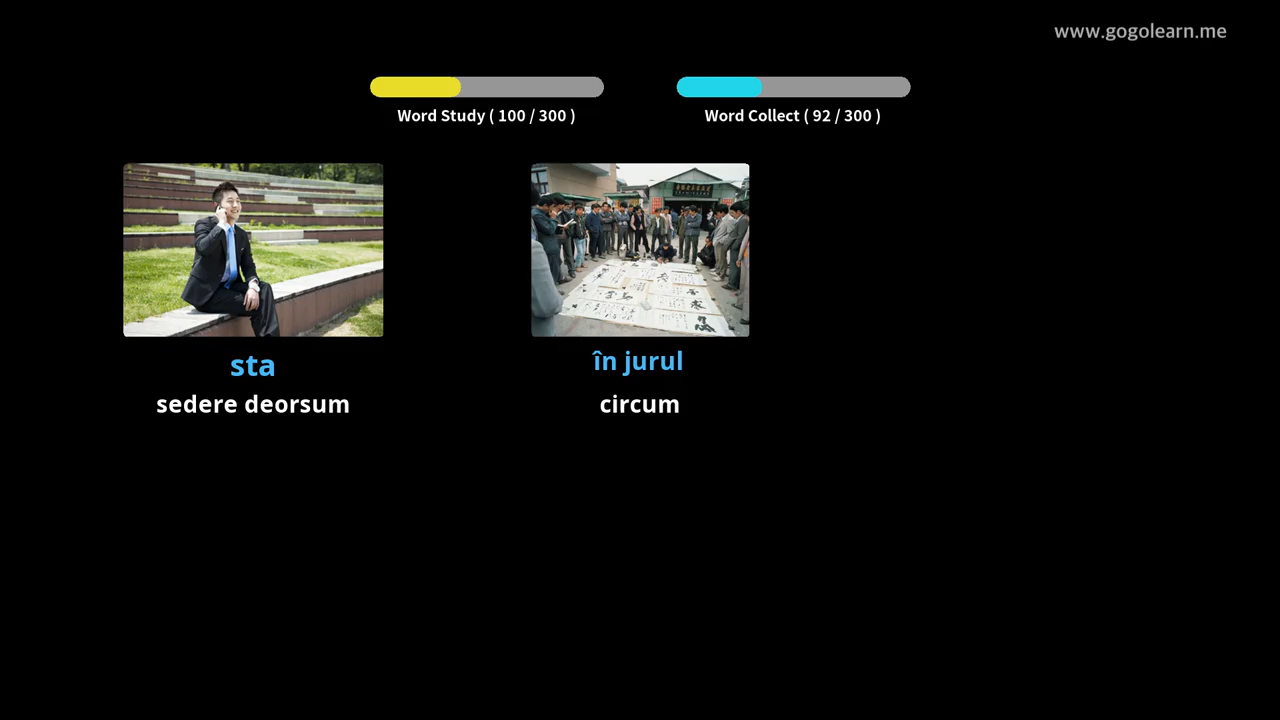 www.gogolearn.me
Word Study ( 100 / 300 )
Word Collect ( 92 / 300 )
sta
sedere deorsum
în jurul
circum